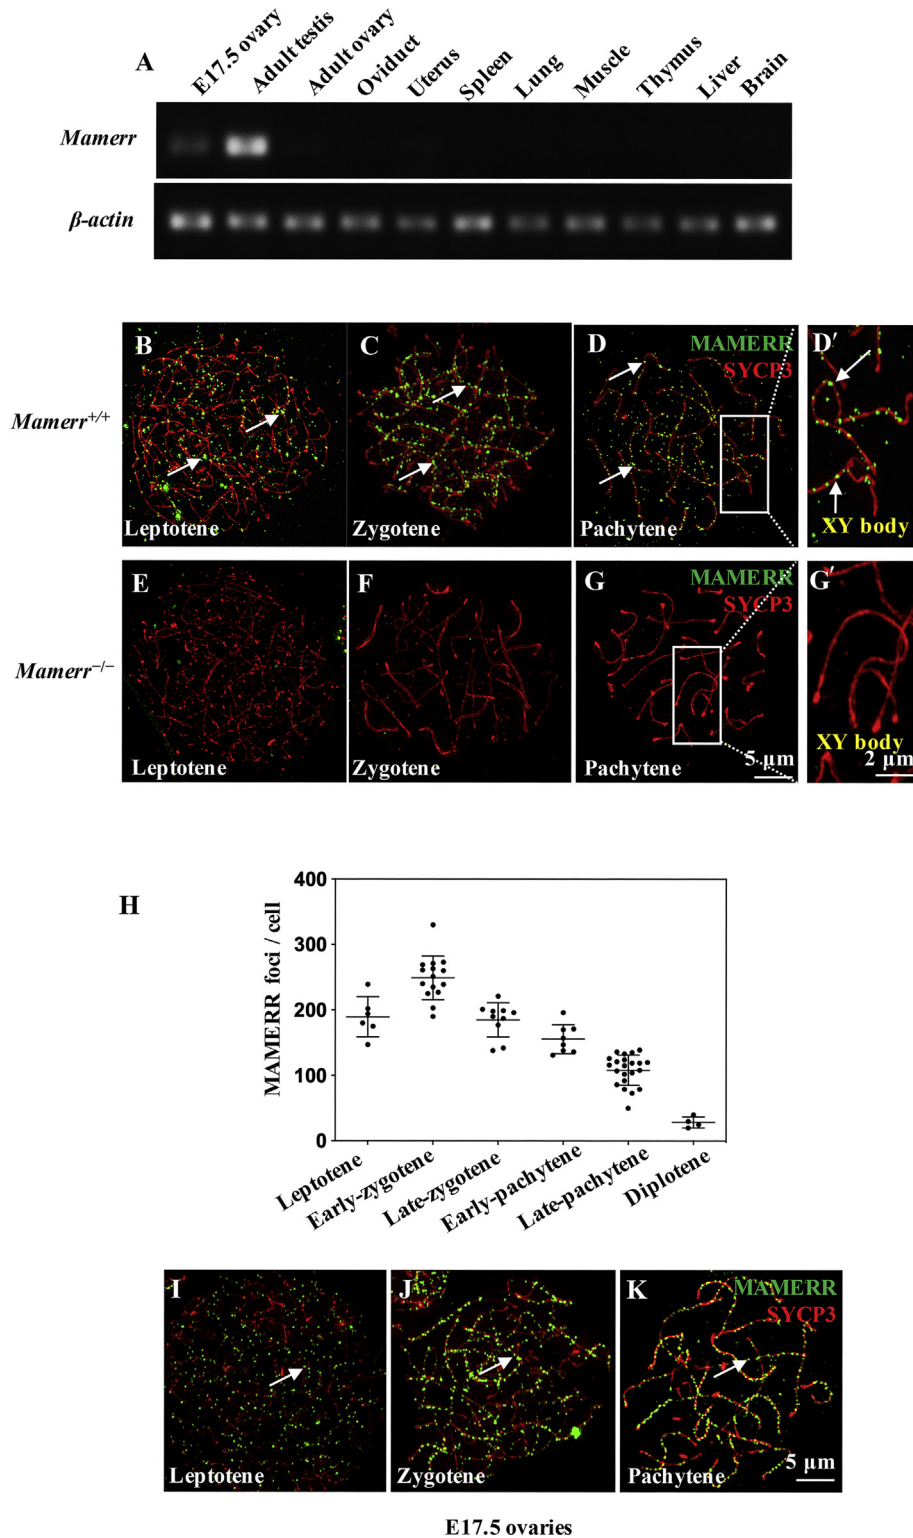 A
E17.5 ovary
Adult testis
Adult ovary
Oviduct
Uterus
Spleen
Lung
Muscle
Thymus
Liver
Brain
Mamerr
β-actin
Mamerr+/+
B
Leptotene
C
Zygotene
D
MAMERR
SYCP3
Pachytene
D′
XY body
Mamerr−/−
E
Leptotene
F
Zygotene
G
MAMERR
SYCP3
Pachytene
5 μm
G′
XY body
2 μm
H
MAMERR foci / cell
400
300
200
100
0
Leptotene
Early-zygotene
Late-zygotene
Early-pachytene
Late-pachytene
Diplotene
I
Leptotene
J
Zygotene
K
MAMERR
SYCP3
Pachytene
5 μm
E17.5 ovaries